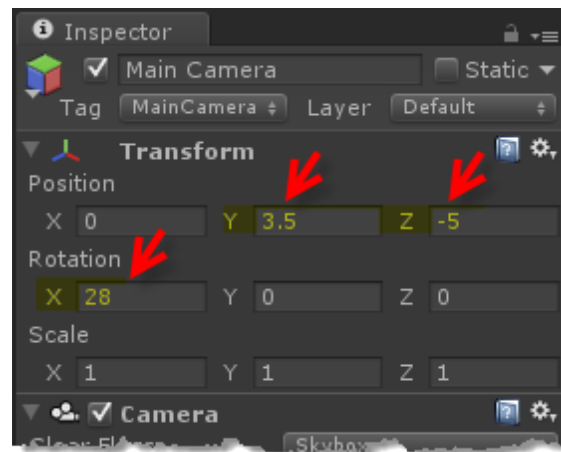 Inspector
Main Camera Static
Tag MainCamera Layer Default
Transform
Position
X 0 Y 3.5 Z -5
Rotation
X 28 Y 0 Z 0
Scale
X 1 Y 1 Z 1
Camera
Skybox